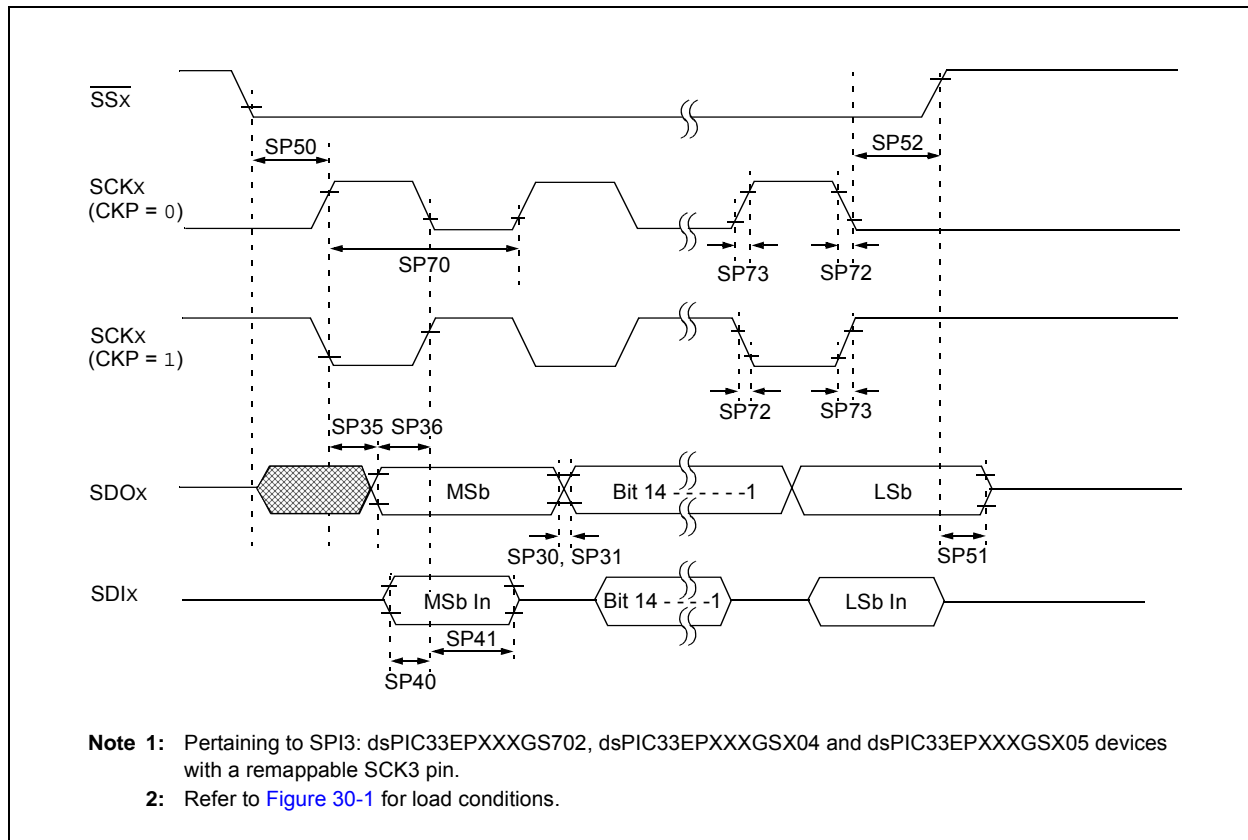 SSx
SP50
SP52
SCKx
(CKP = 0)
SP70
SP73
SP72
SCKx
(CKP = 1)
SP72
SP73
SP35
SP36
SDOx
MSb
Bit 14 - - - - - -1
LSb
SP30, SP31
SP51
SDIx
MSb In
Bit 14 - - - -1
LSb In
SP41
SP40
Note 1: Pertaining to SPI3: dsPIC33EPXXXGS702, dsPIC33EPXXXGSX04 and dsPIC33EPXXXGSX05 devices
with a remappable SCK3 pin.
2: Refer to Figure 30-1 for load conditions.